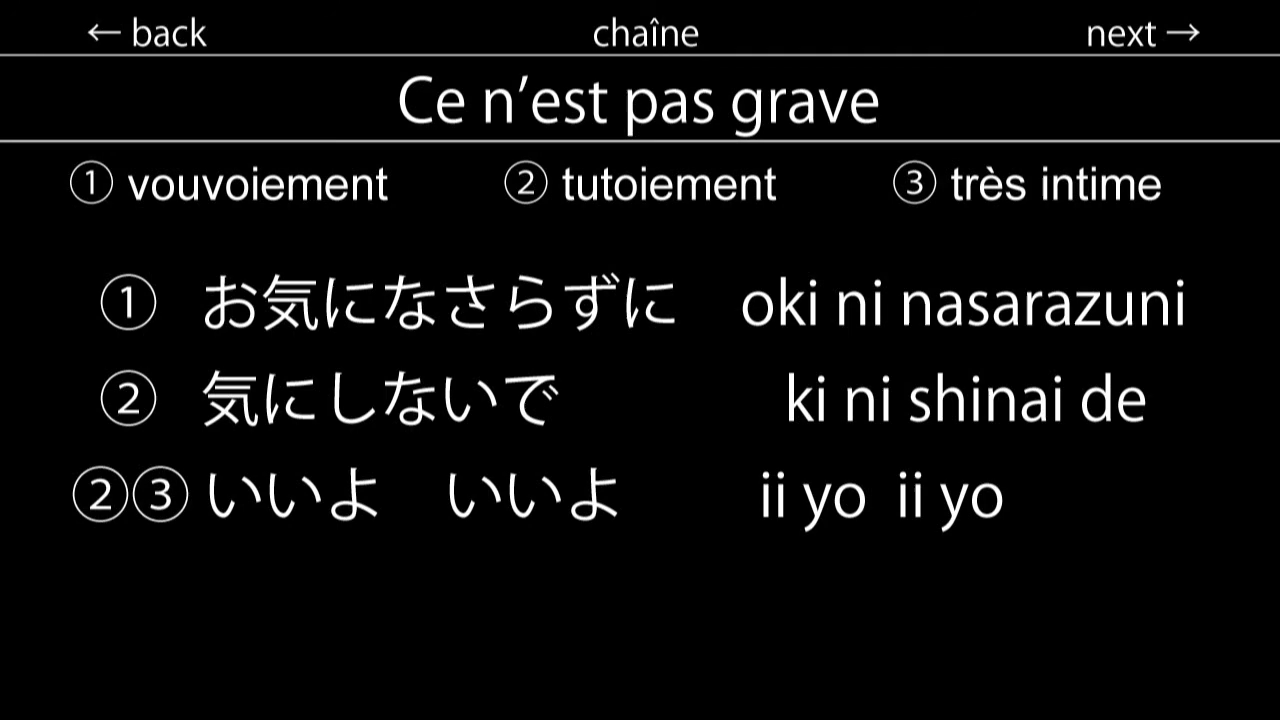 ← back chaîne next →
Ce n’est pas grave
① vouvoiement ② tutoiement ③ très intime
① お気になさらずに oki ni nasarazuni
② 気にしないで ki ni shinai de
②③ いいよ いいよ ii yo ii yo